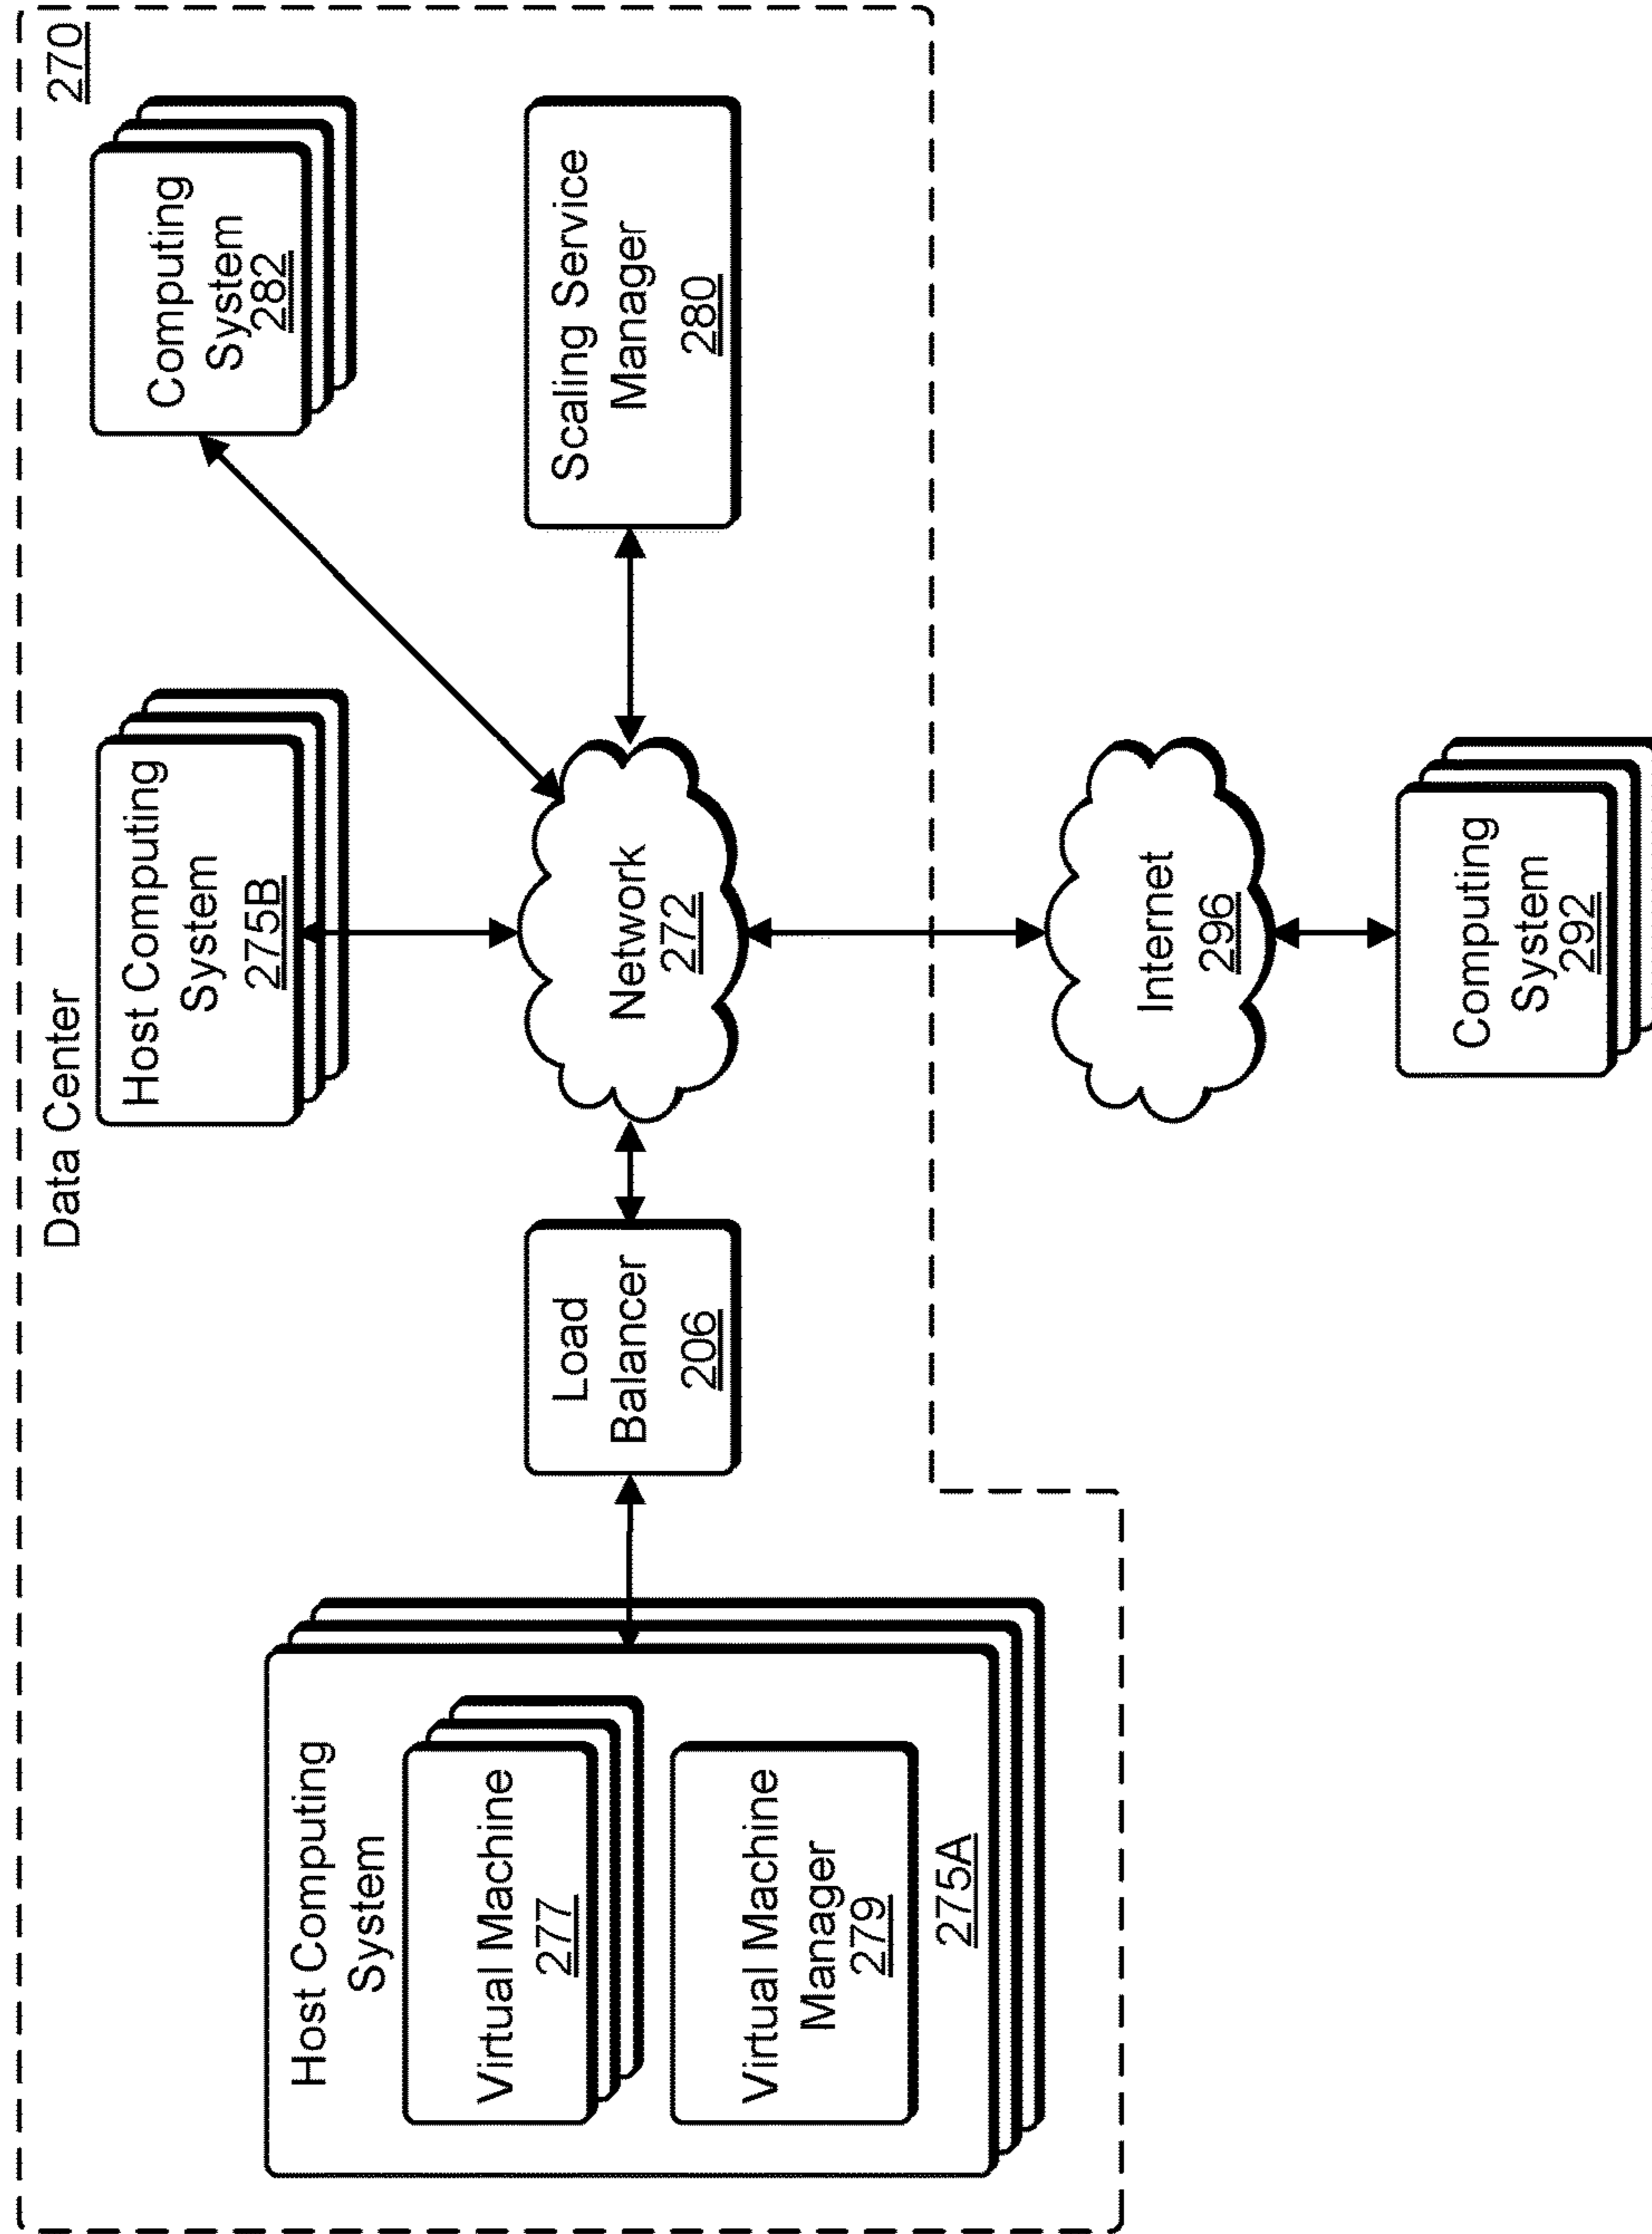 Data Center
270
Host Computing
System
Virtual Machine
277
Virtual Machine
Manager
279
275A
Load
Balancer
206
Host Computing
System
275B
Network
272
Computing
System
282
Scaling Service
Manager
280
Internet
296
Computing
System
292